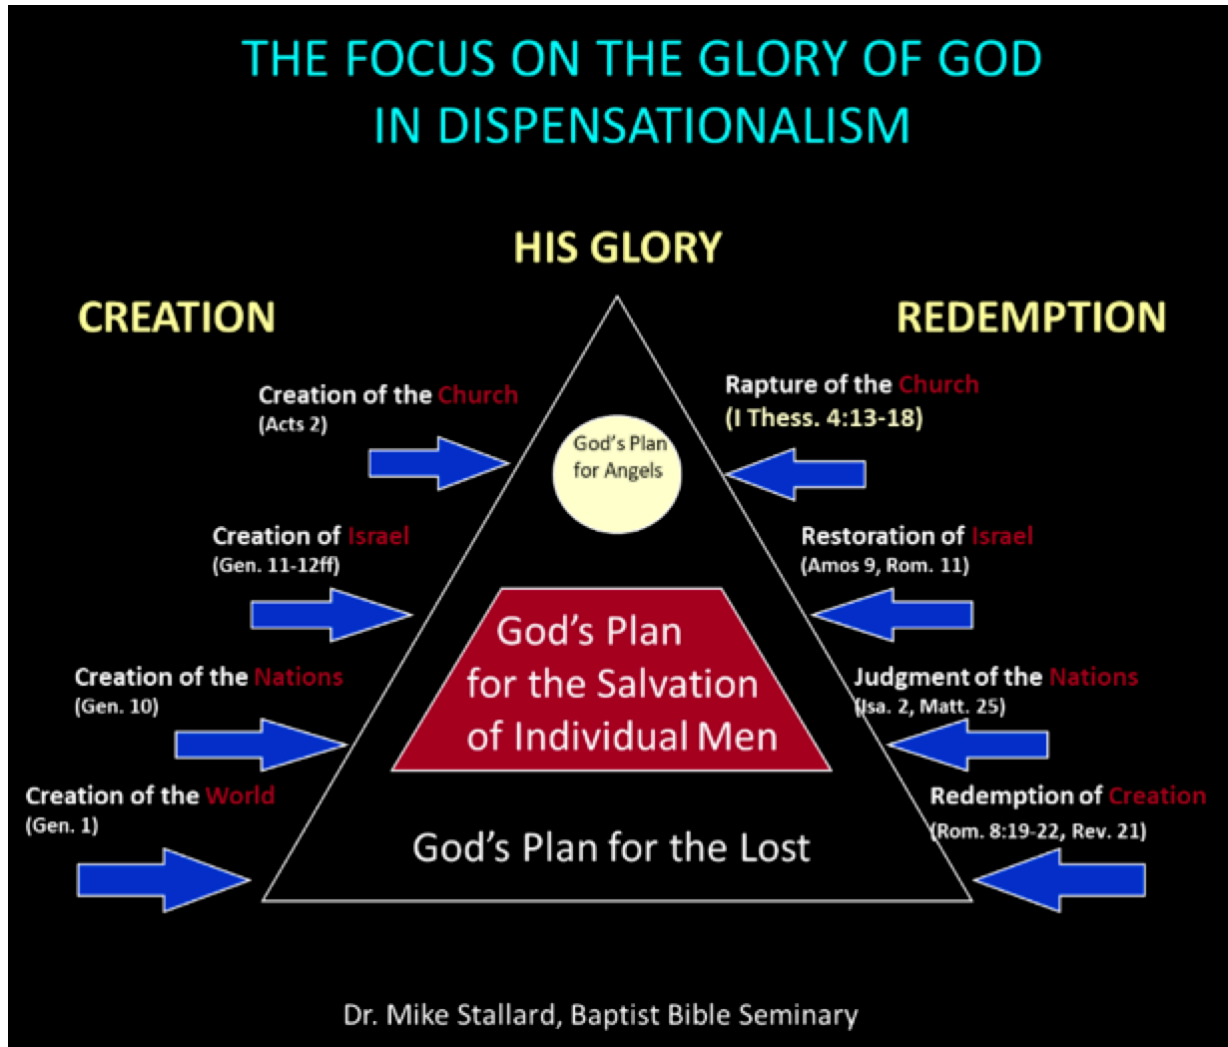 THE FOCUS ON THE GLORY OF GOD
IN DISPENSATIONALISM
HIS GLORY
CREATION
REDEMPTION
Creation of the Church
(Acts 2)
Rapture of the Church
(I Thess. 4:13-18)
God's Plan
for Angels
Creation of Israel
(Gen. 11-12ff)
Restoration of Israel
(Amos 9, Rom. 11)
God's Plan
for the Salvation
of Individual Men
Creation of the Nations
(Gen. 10)
Judgment of the Nations
(Isa. 2, Matt. 25)
Creation of the World
(Gen. 1)
Redemption of Creation
(Rom. 8:19-22, Rev. 21)
God's Plan for the Lost
Dr. Mike Stallard, Baptist Bible Seminary